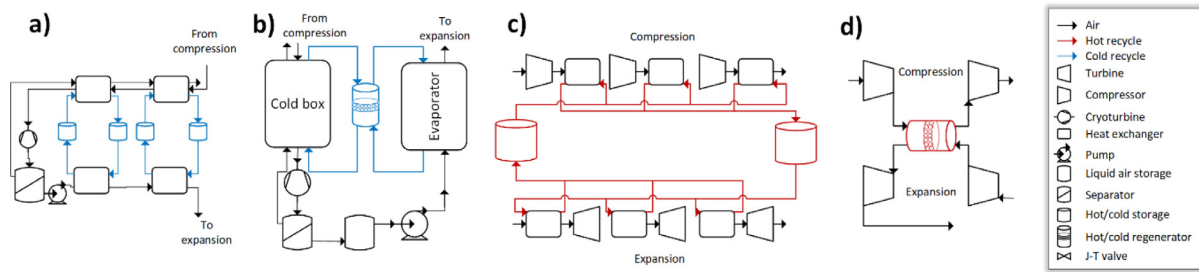 a)
From
compression
To
expansion
b)
From
compression
To
expansion
Cold box
Evaporator
c)
Compression
Expansion
d)
Compression
Expansion
Air
Hot recycle
Cold recycle
Turbine
Compressor
Cryoturbine
Heat exchanger
Pump
Liquid air storage
Separator
Hot/cold storage
Hot/cold regenerator
J-T valve